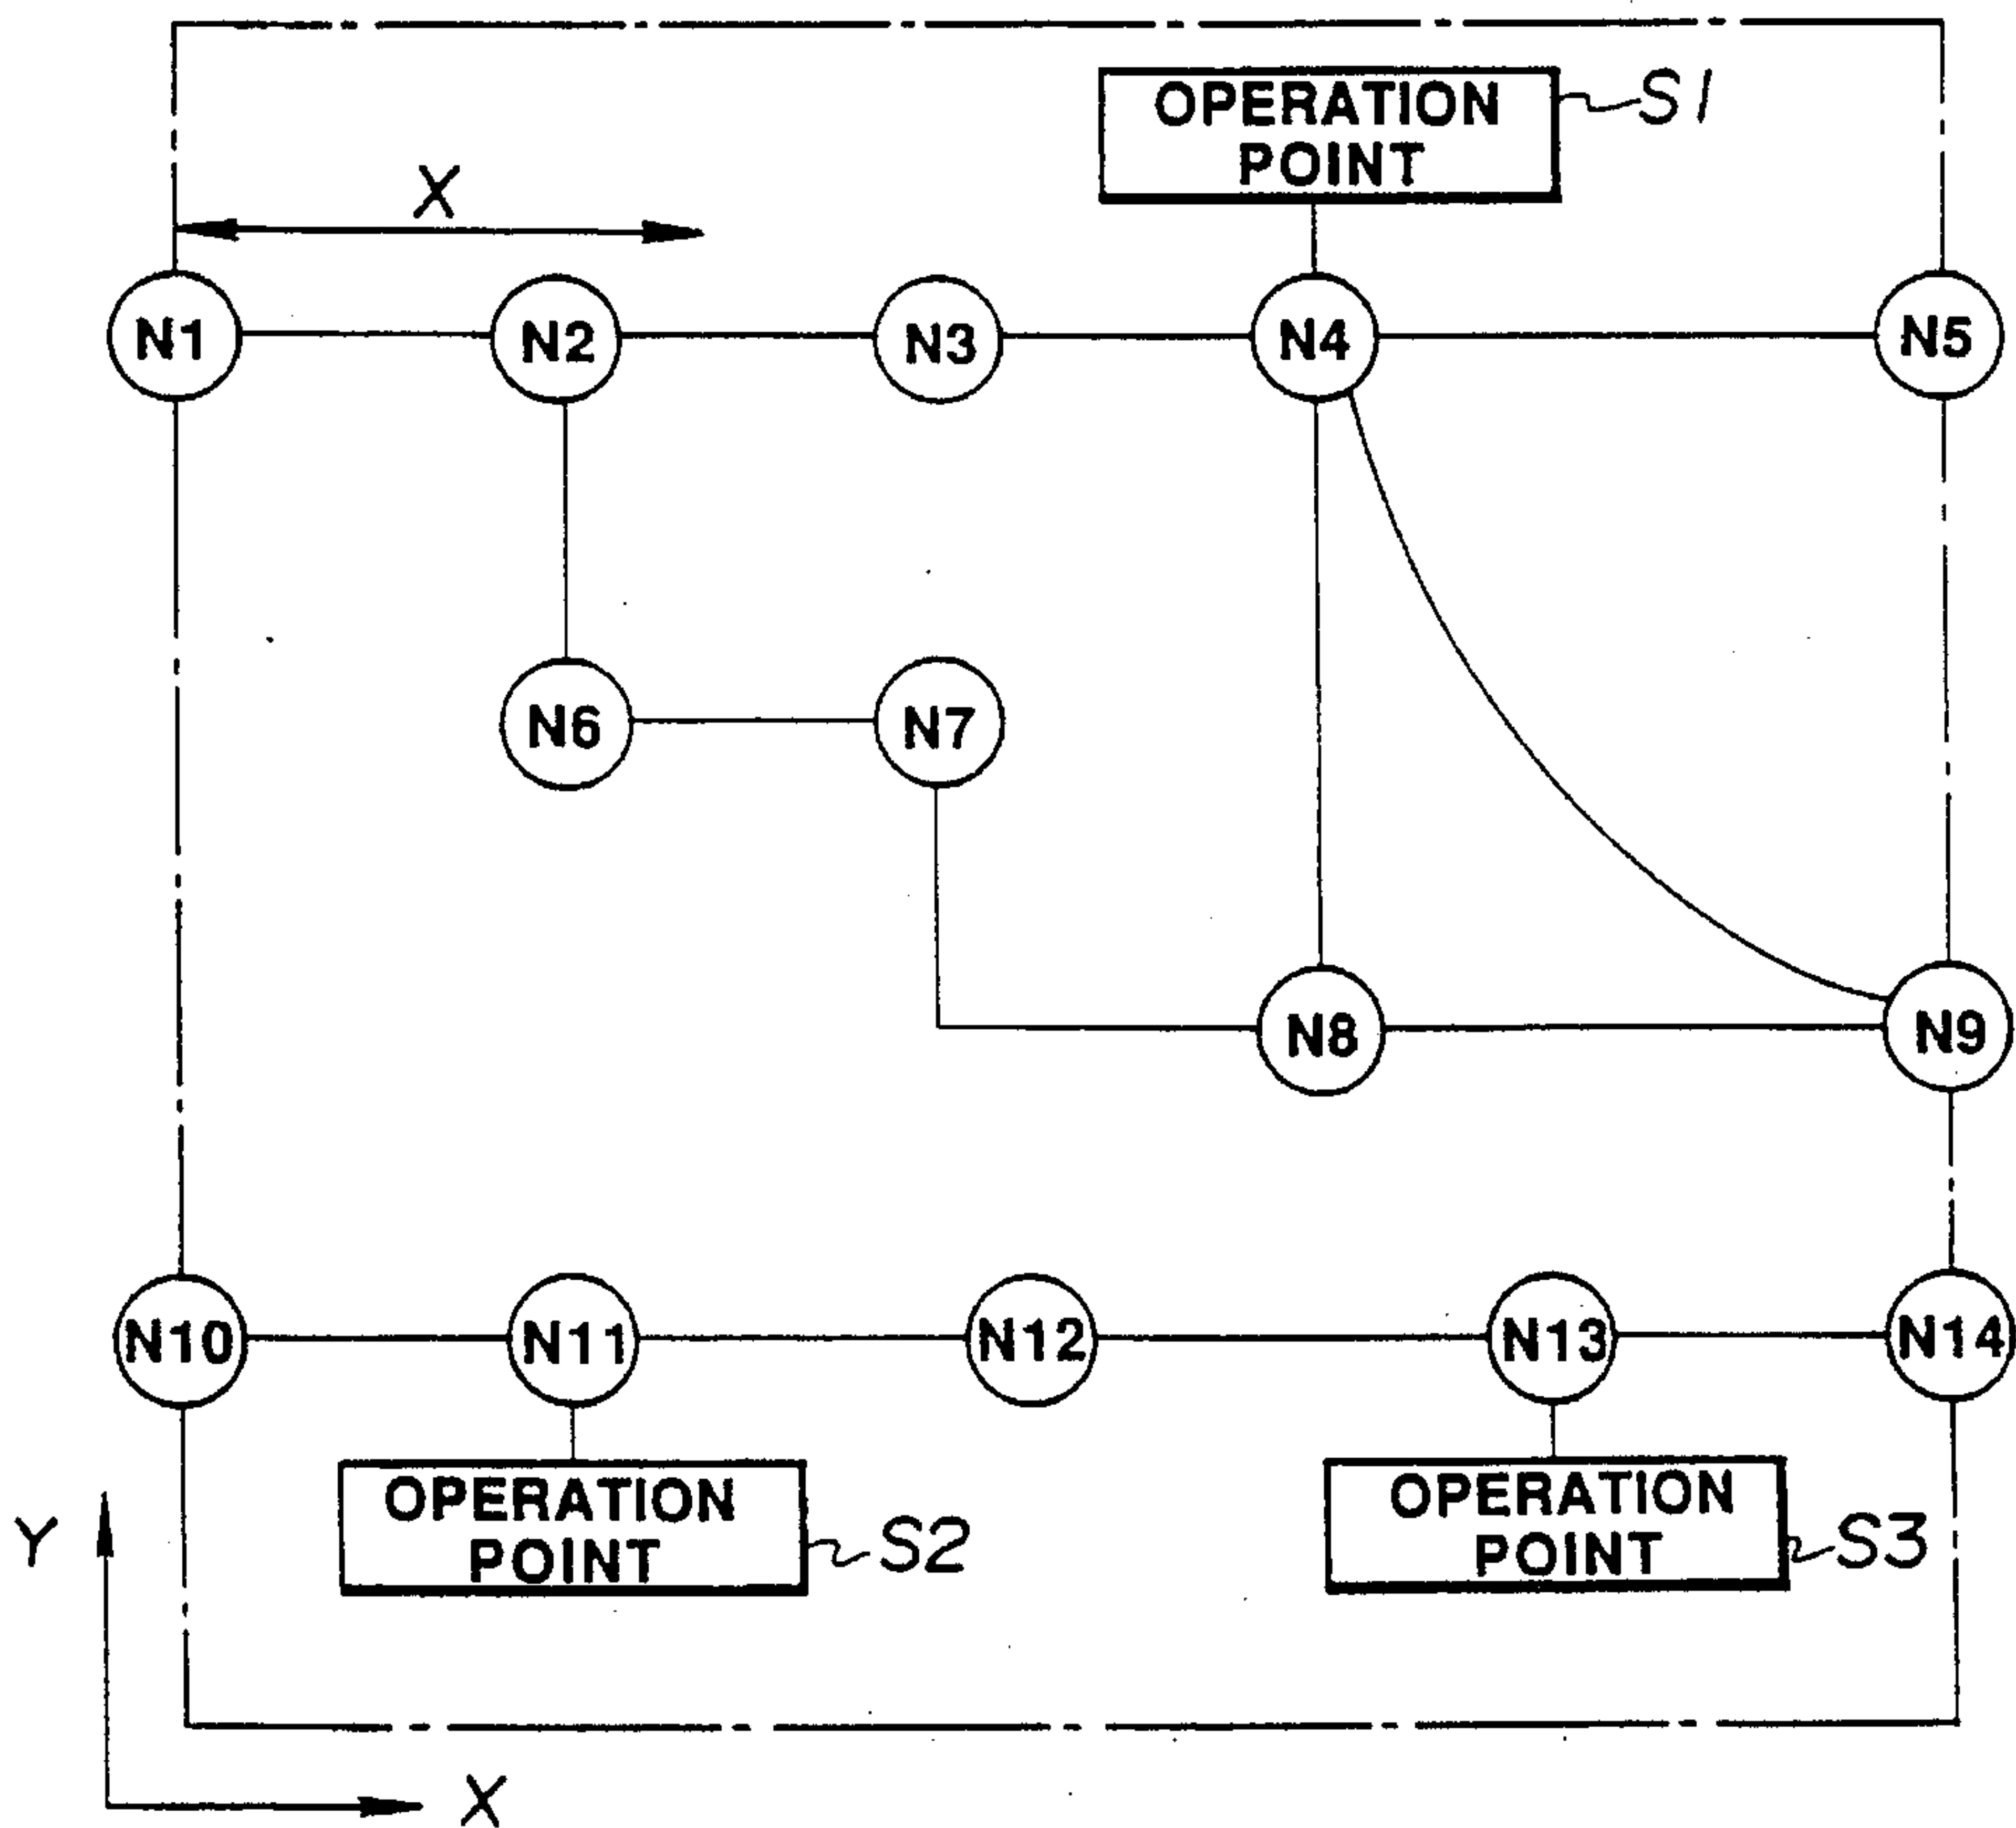 OPERATION
POINT
S1
X
N1 N2 N3 N4 N5
N6 N7
N8 N9
N10 N11 N12 N13 N14
OPERATION
POINT
S2
OPERATION
POINT
S3
Y
X